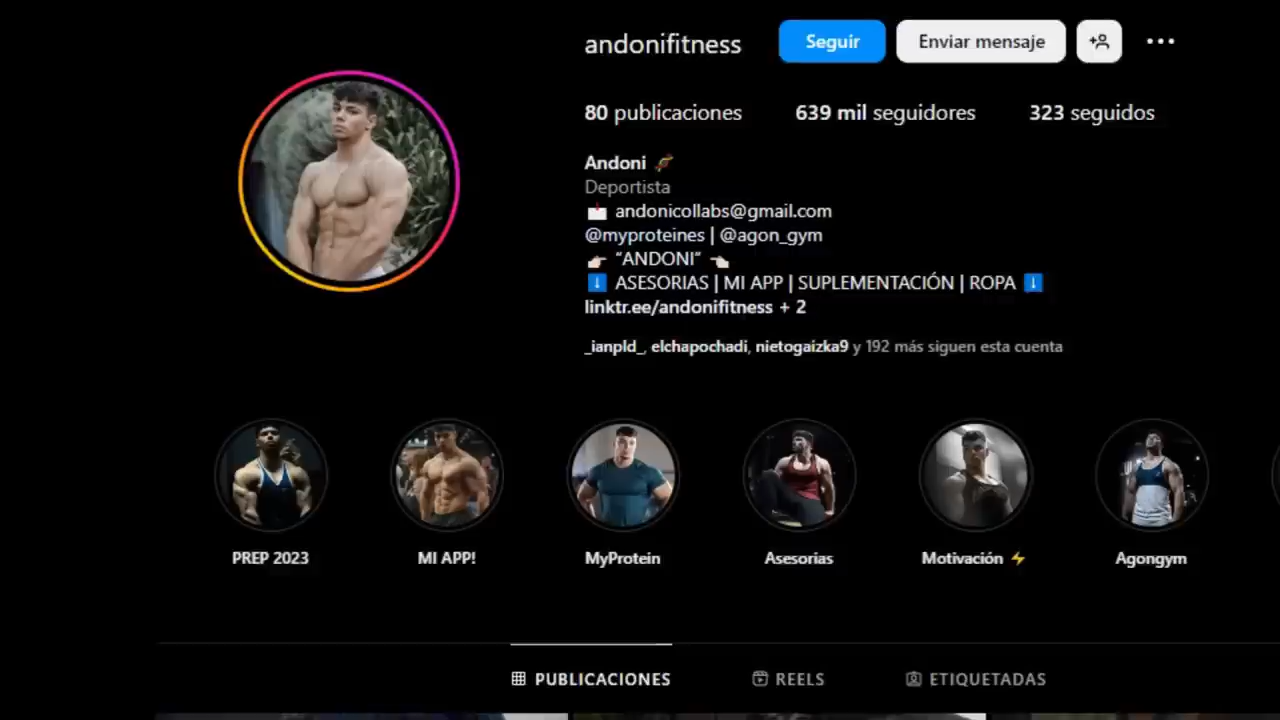 andonifitness Seguir Enviar mensaje
80 publicaciones 639 mil seguidores 323 seguidos
Andoni
Deportista
andonicollabs@gmail.com
@myproteines | @agon_gym
“ANDONI”
ASESORIAS | MI APP | SUPLEMENTACIÓN | ROPA
linktr.ee/andonifitness + 2
_ianpld_, elchapochadi, nietogaizka9 y 192 más siguen esta cuenta
PREP 2023 MI APP! MyProtein Asesorias Motivación ⚡ Agongym
PUBLICACIONES REELS ETIQUETADAS